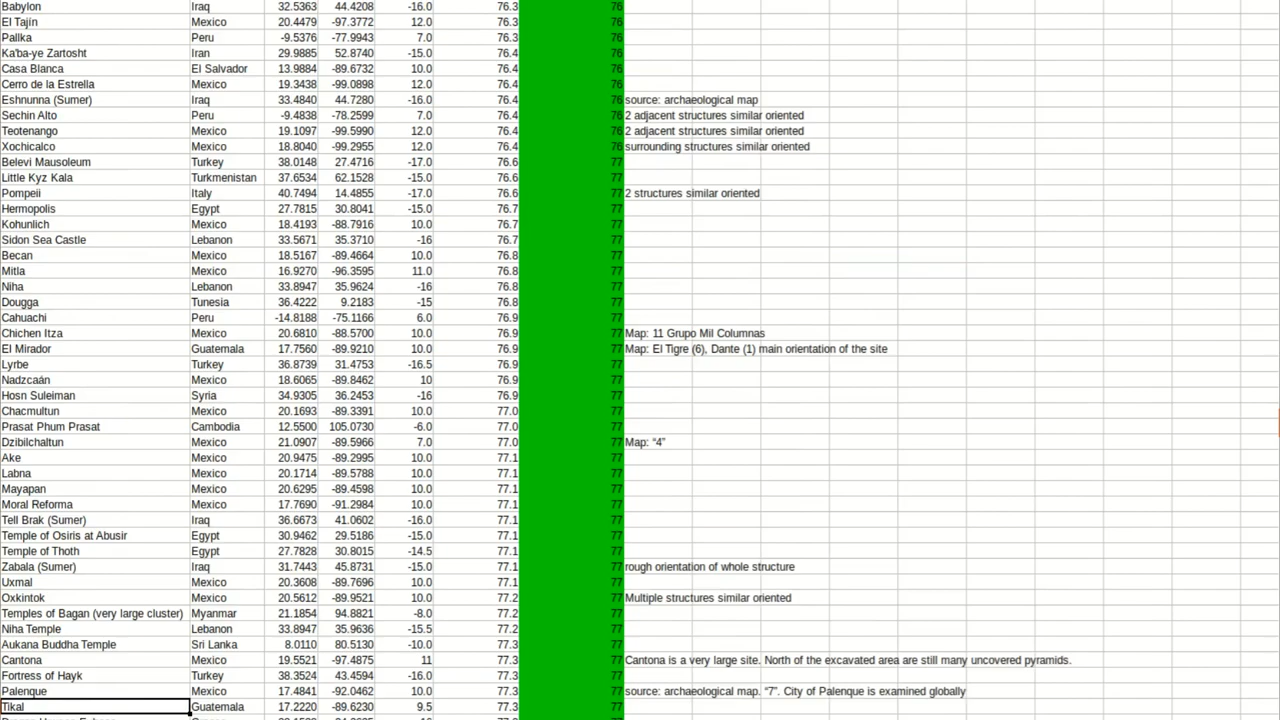 Babylon Iraq 32.5363 44.4208 -16.0 76.3 76
El Tajín Mexico 20.4479 -97.3772 12.0 76.3 76
Pallka Peru -9.5376 -77.9943 7.0 76.3 76
Ka'ba-ye Zartosht Iran 29.9885 52.8740 -15.0 76.4 76
Casa Blanca El Salvador 13.9884 -89.6732 10.0 76.4 76
Cerro de la Estrella Mexico 19.3438 -99.0898 12.0 76.4 76
Eshnunna (Sumer) Iraq 33.4840 44.7280 -16.0 76.4 76 source: archaeological map
Sechin Alto Peru -9.4838 -78.2599 7.0 76.4 76 2 adjacent structures similar oriented
Teotenango Mexico 19.1097 -99.5990 12.0 76.4 76 2 adjacent structures similar oriented
Xochicalco Mexico 18.8040 -99.2955 12.0 76.4 76 surrounding structures similar oriented
Belevi Mausoleum Turkey 38.0148 27.4716 -17.0 76.6 77
Little Kyz Kala Turkmenistan 37.6534 62.1528 -15.0 76.6 77
Pompeii Italy 40.7494 14.4855 -17.0 76.6 77 2 structures similar oriented
Hermopolis Egypt 27.7815 30.8041 -15.0 76.7 77
Kohunlich Mexico 18.4193 -88.7916 10.0 76.7 77
Sidon Sea Castle Lebanon 33.5671 35.3710 -16 76.7 77
Becan Mexico 18.5167 -89.4664 10.0 76.8 77
Mitla Mexico 16.9270 -96.3595 11.0 76.8 77
Niha Lebanon 33.8947 35.9624 -16 76.8 77
Dougga Tunesia 36.4222 9.2183 -15 76.8 77
Cahuachi Peru -14.8188 -75.1166 6.0 76.9 77
Chichen Itza Mexico 20.6810 -88.5700 10.0 76.9 77 Map: 11 Grupo Mil Columnas
El Mirador Guatemala 17.7560 -89.9210 10.0 76.9 77 Map: El Tigre (6), Dante (1) main orientation of the site
Lyrbe Turkey 36.8739 31.4753 -16.5 76.9 77
Nadzcaán Mexico 18.6065 -89.8462 10 76.9 77
Hosn Suleiman Syria 34.9305 36.2453 -16 76.9 77
Chacmultun Mexico 20.1693 -89.3391 10.0 77.0 77
Prasat Phum Prasat Cambodia 12.5500 105.0730 -6.0 77.0 77
Dzibilchaltun Mexico 21.0907 -89.5966 7.0 77.0 77 Map: “4”
Ake Mexico 20.9475 -89.2995 10.0 77.1 77
Labna Mexico 20.1714 -89.5788 10.0 77.1 77
Mayapan Mexico 20.6295 -89.4598 10.0 77.1 77
Moral Reforma Mexico 17.7690 -91.2984 10.0 77.1 77
Tell Brak (Sumer) Iraq 36.6673 41.0602 -16.0 77.1 77
Temple of Osiris at Abusir Egypt 30.9462 29.5186 -15.0 77.1 77
Temple of Thoth Egypt 27.7828 30.8015 -14.5 77.1 77
Zabala (Sumer) Iraq 31.7443 45.8731 -15.0 77.1 77 rough orientation of whole structure
Uxmal Mexico 20.3608 -89.7696 10.0 77.1 77
Oxkintok Mexico 20.5612 -89.9521 10.0 77.2 77 Multiple structures similar oriented
Temples of Bagan (very large cluster) Myanmar 21.1854 94.8821 -8.0 77.2 77
Niha Temple Lebanon 33.8947 35.9636 -15.5 77.2 77
Aukana Buddha Temple Sri Lanka 8.0110 80.5130 -10.0 77.3 77
Cantona Mexico 19.5521 -97.4875 11 77.3 77 Cantona is a very large site. North of the excavated area are still many uncovered pyramids.
Fortress of Hayk Turkey 38.3524 43.4594 -16.0 77.3 77
Palenque Mexico 17.4841 -92.0462 10.0 77.3 77 source: archaeological map. “7”. City of Palenque is examined globally
Tikal Guatemala 17.2220 -89.6230 9.5 77.3 77